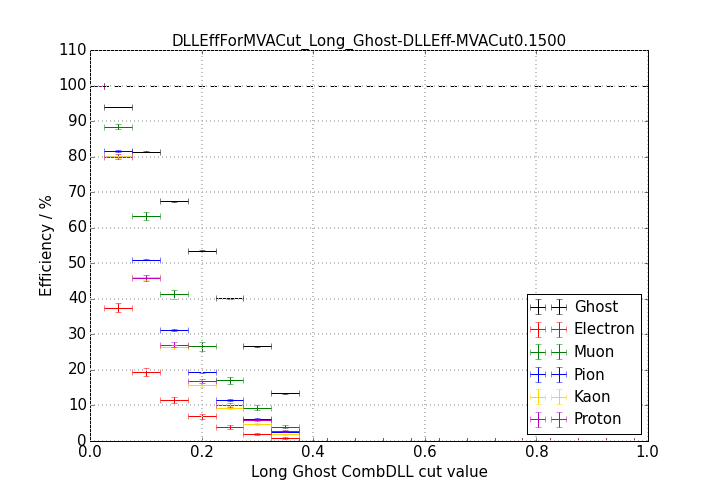 DLLEffForMVACut_Long_Ghost-DLLEff-MVACut0.1500
110
100
90
80
70
60
50
40
30
20
10
0
Efficiency / %
Ghost
Electron
Muon
Pion
Kaon
Proton
0.0 0.2 0.4 0.6 0.8 1.0
Long Ghost CombDLL cut value